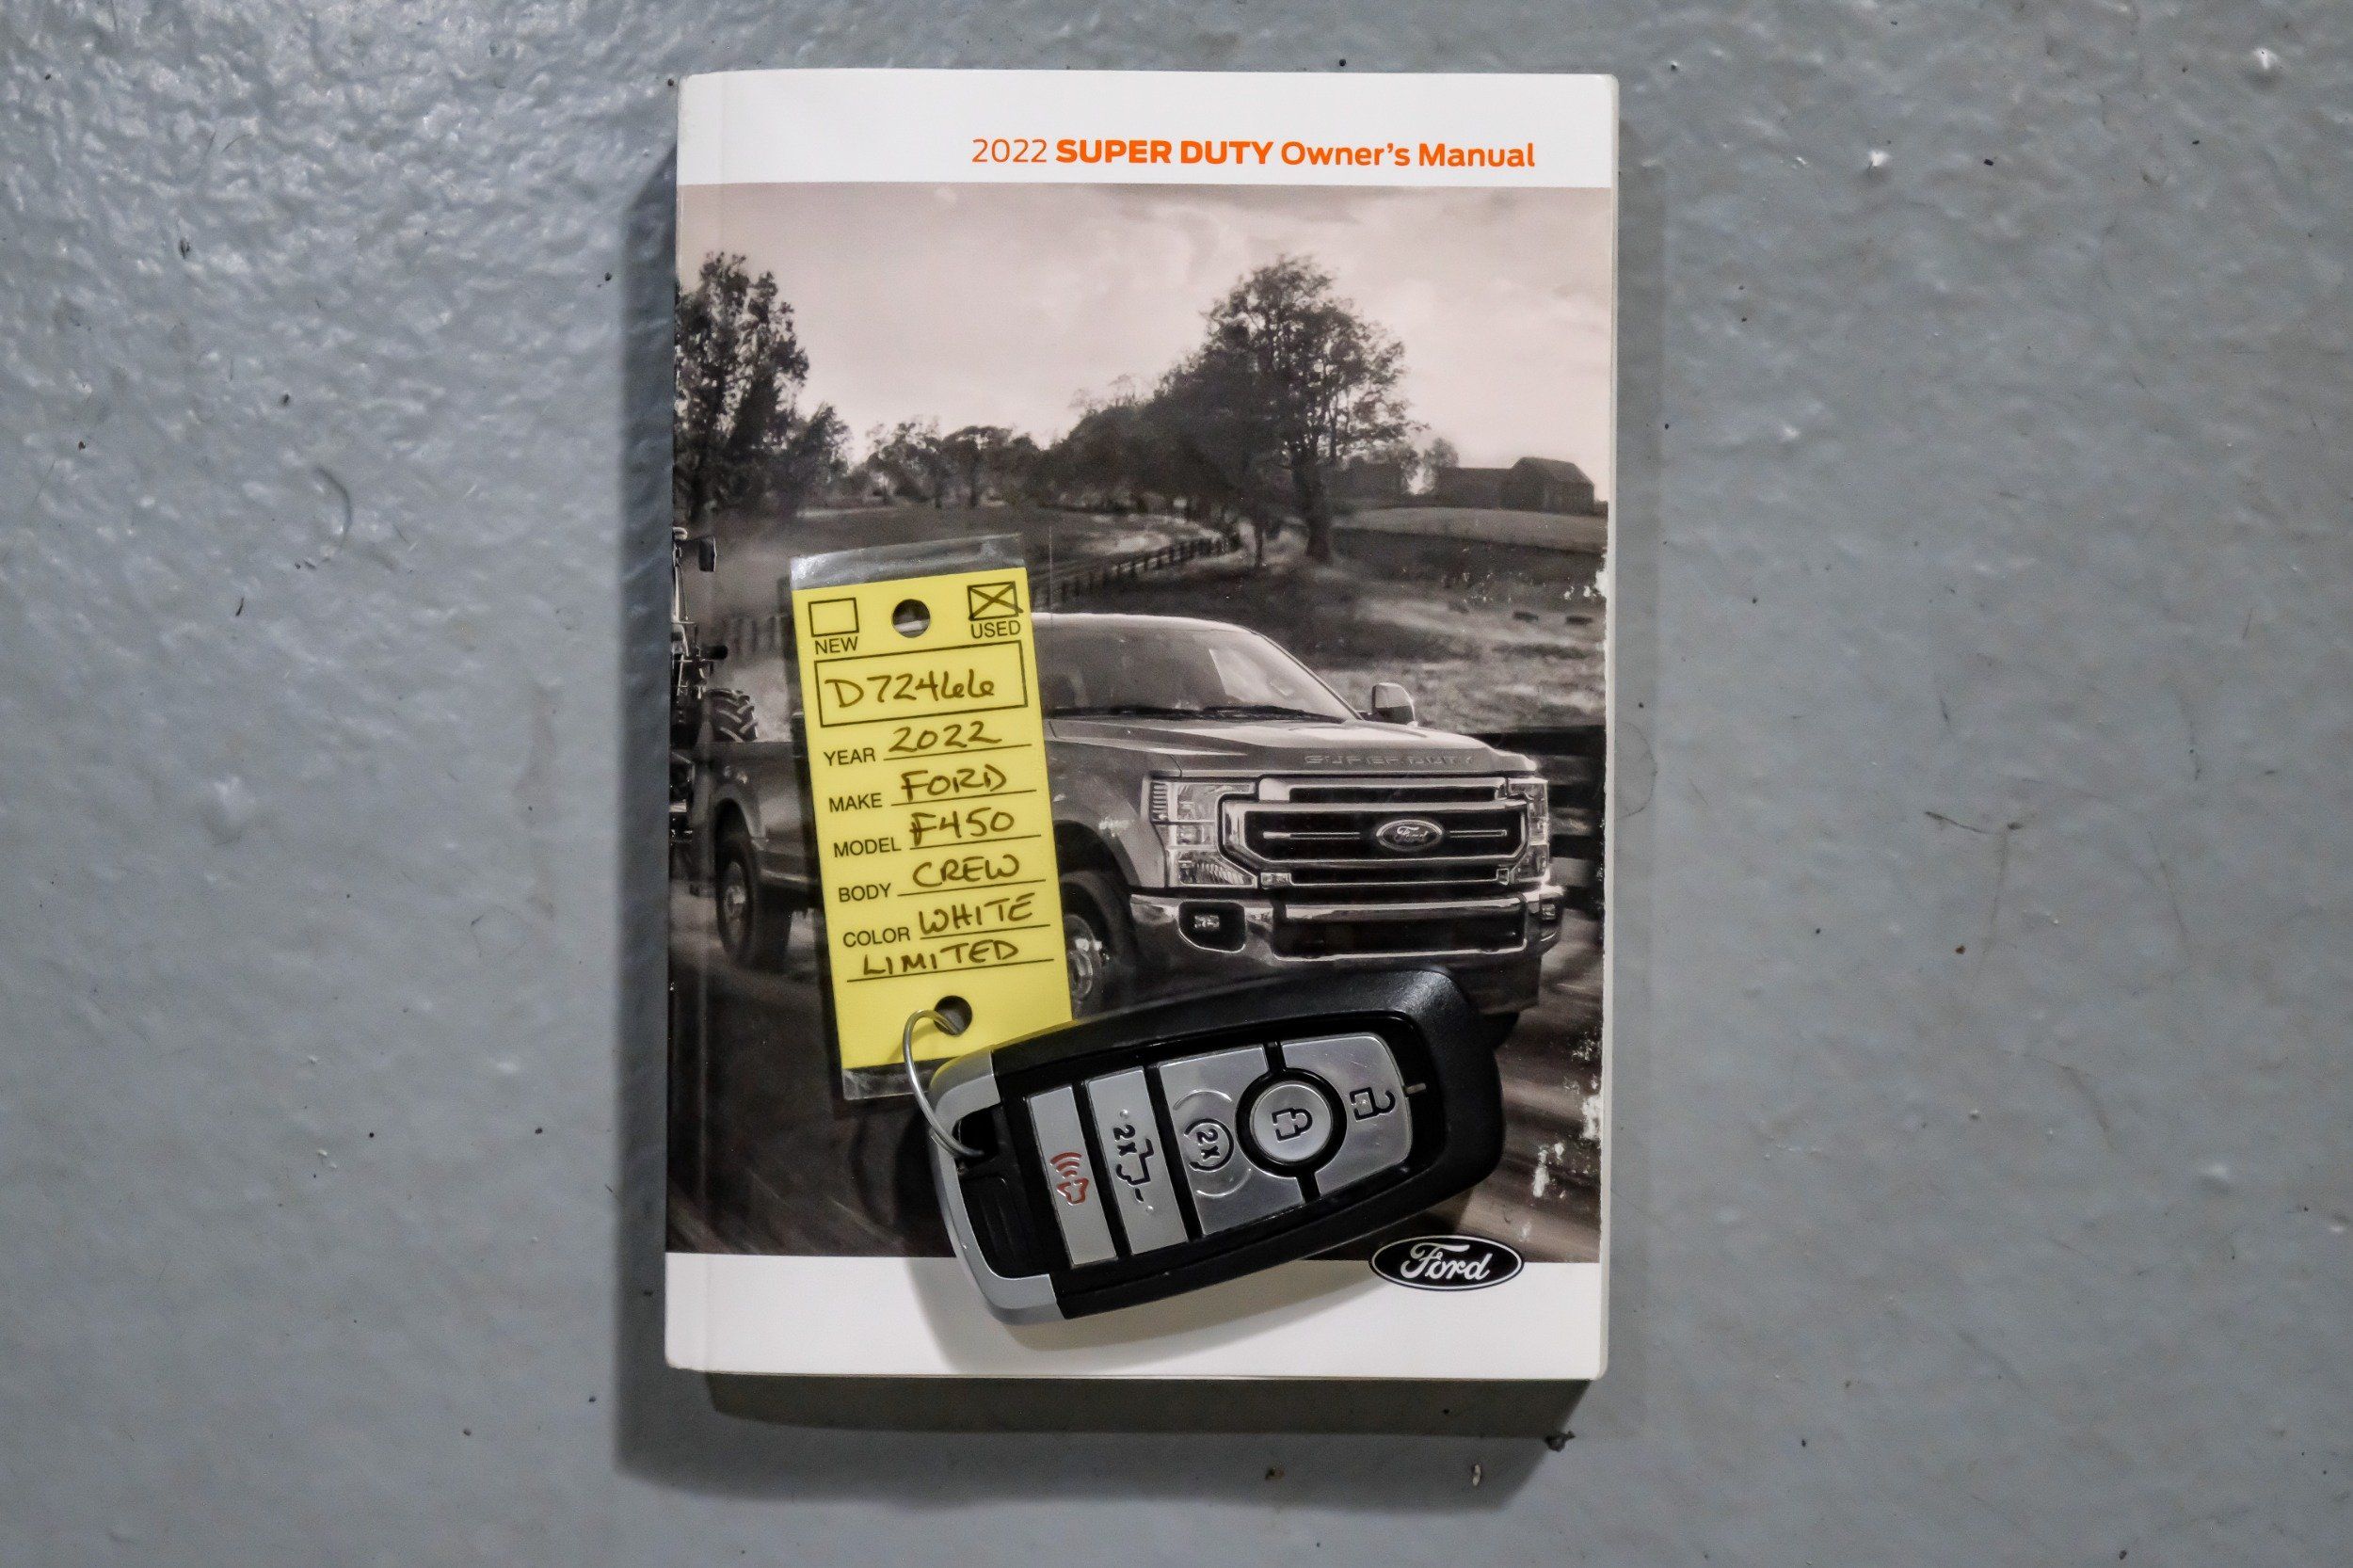 2022 SUPER DUTY Owner's Manual
NEW
USED
D72466
YEAR 2022
MAKE FORD
MODEL F450
BODY CREW
COLOR WHITE
LIMITED
SUPER DUTY
Ford
2x
2x
Ford